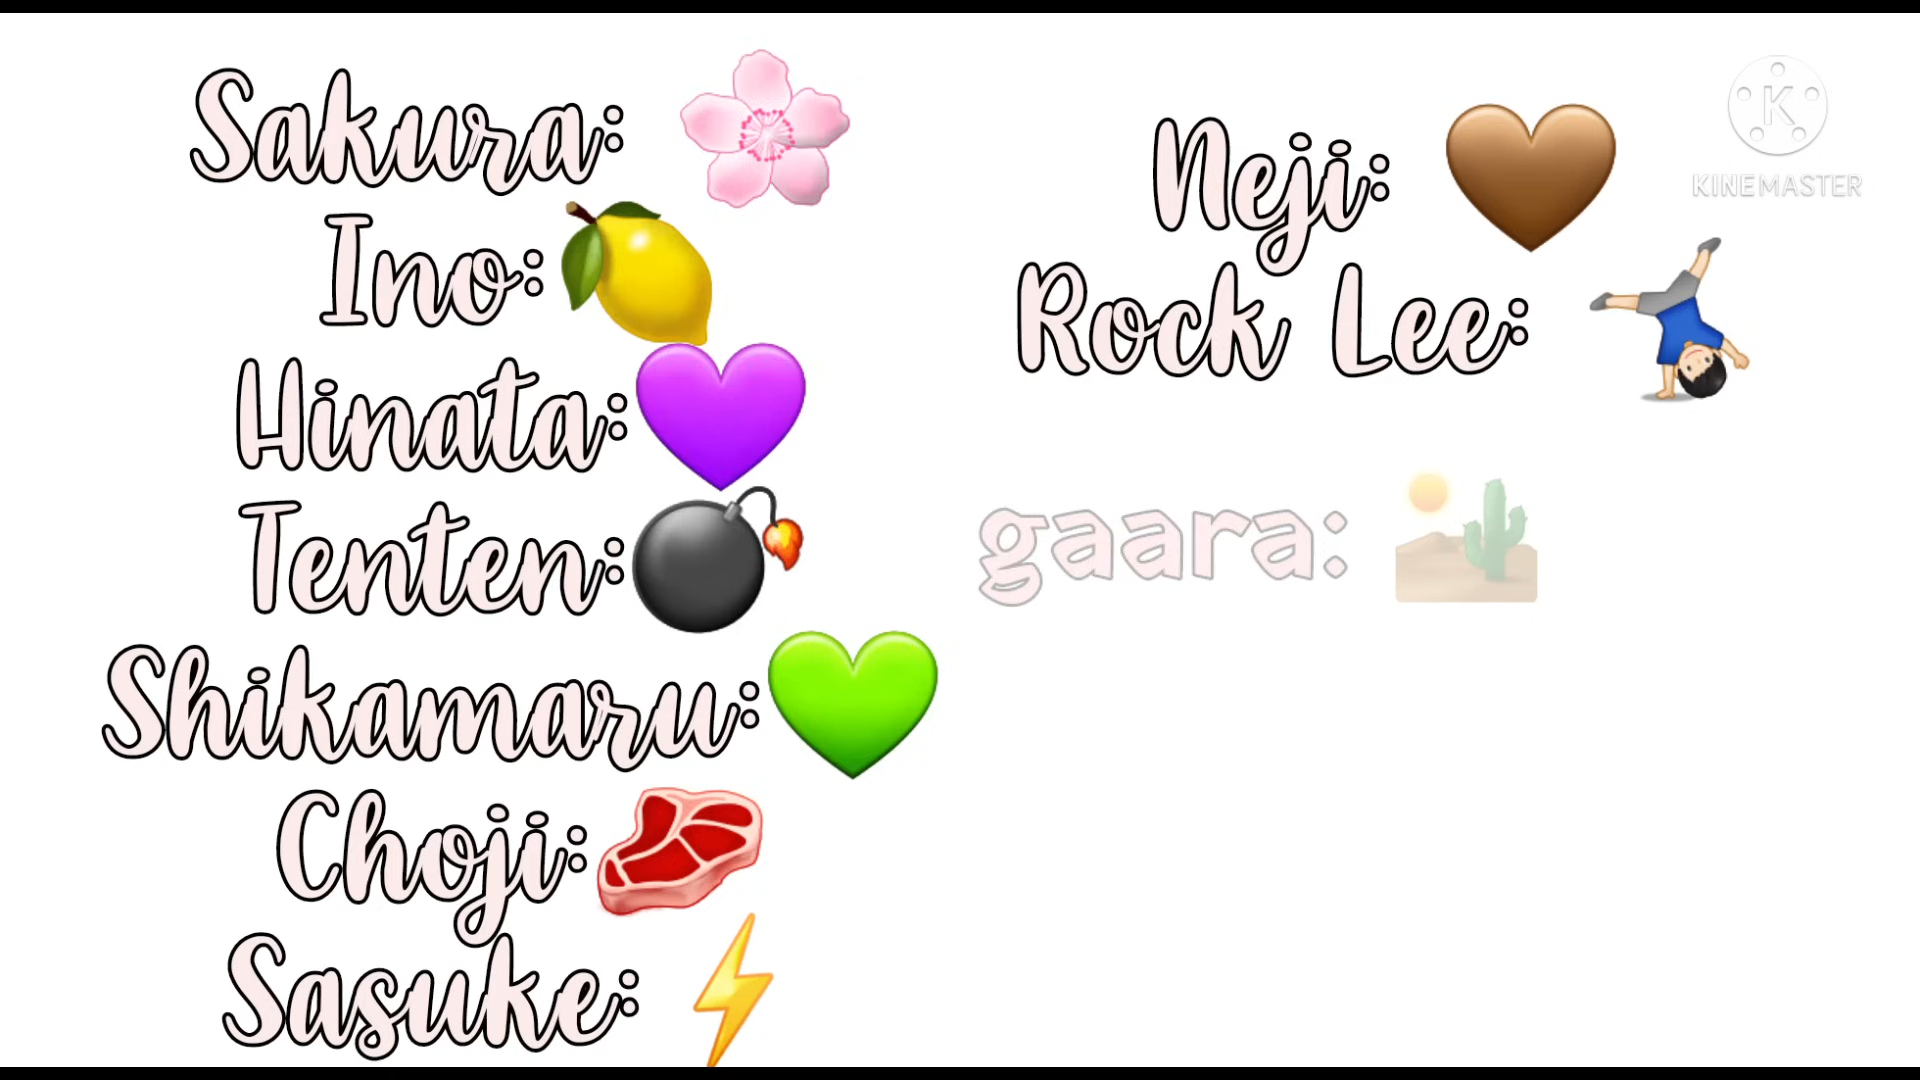 Sakura:
Ino:
Hinata:
Tenten:
Shikamaru:
Choji:
Sasuke:
Neji:
Rock Lee:
gaara:
K
KINEMASTER